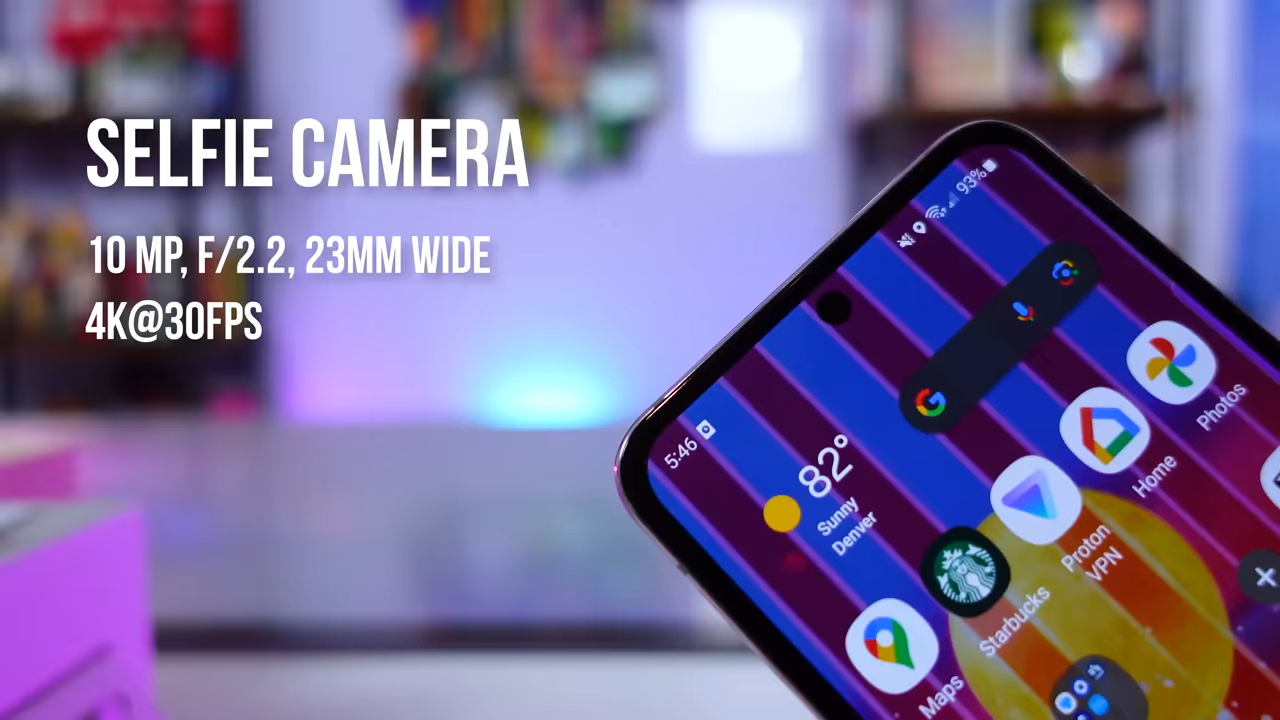 SELFIE CAMERA
10 MP, F/2.2, 23MM WIDE
4K@30FPS
93%
5:46
82°
Sunny
Denver
G
Photos
Home
Proton
VPN
Starbucks
Maps